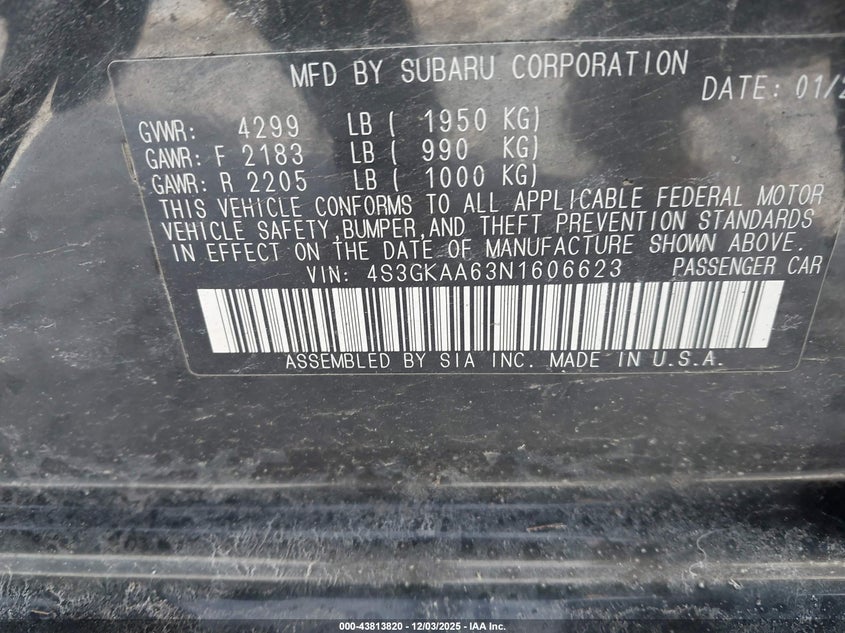 MFD BY SUBARU CORPORATION
DATE: 01/2
GVWR: 4299 LB ( 1950 KG)
GAWR: F 2183 LB ( 990 KG)
GAWR: R 2205 LB ( 1000 KG)
THIS VEHICLE CONFORMS TO ALL APPLICABLE FEDERAL MOTOR
VEHICLE SAFETY,BUMPER,AND THEFT PREVENTION STANDARDS
IN EFFECT ON THE DATE OF MANUFACTURE SHOWN ABOVE.
VIN: 4S3GKAA63N1606623 PASSENGER CAR
ASSEMBLED BY SIA INC. MADE IN U.S.A.
000-43813820 - 12/03/2025 - IAA Inc.